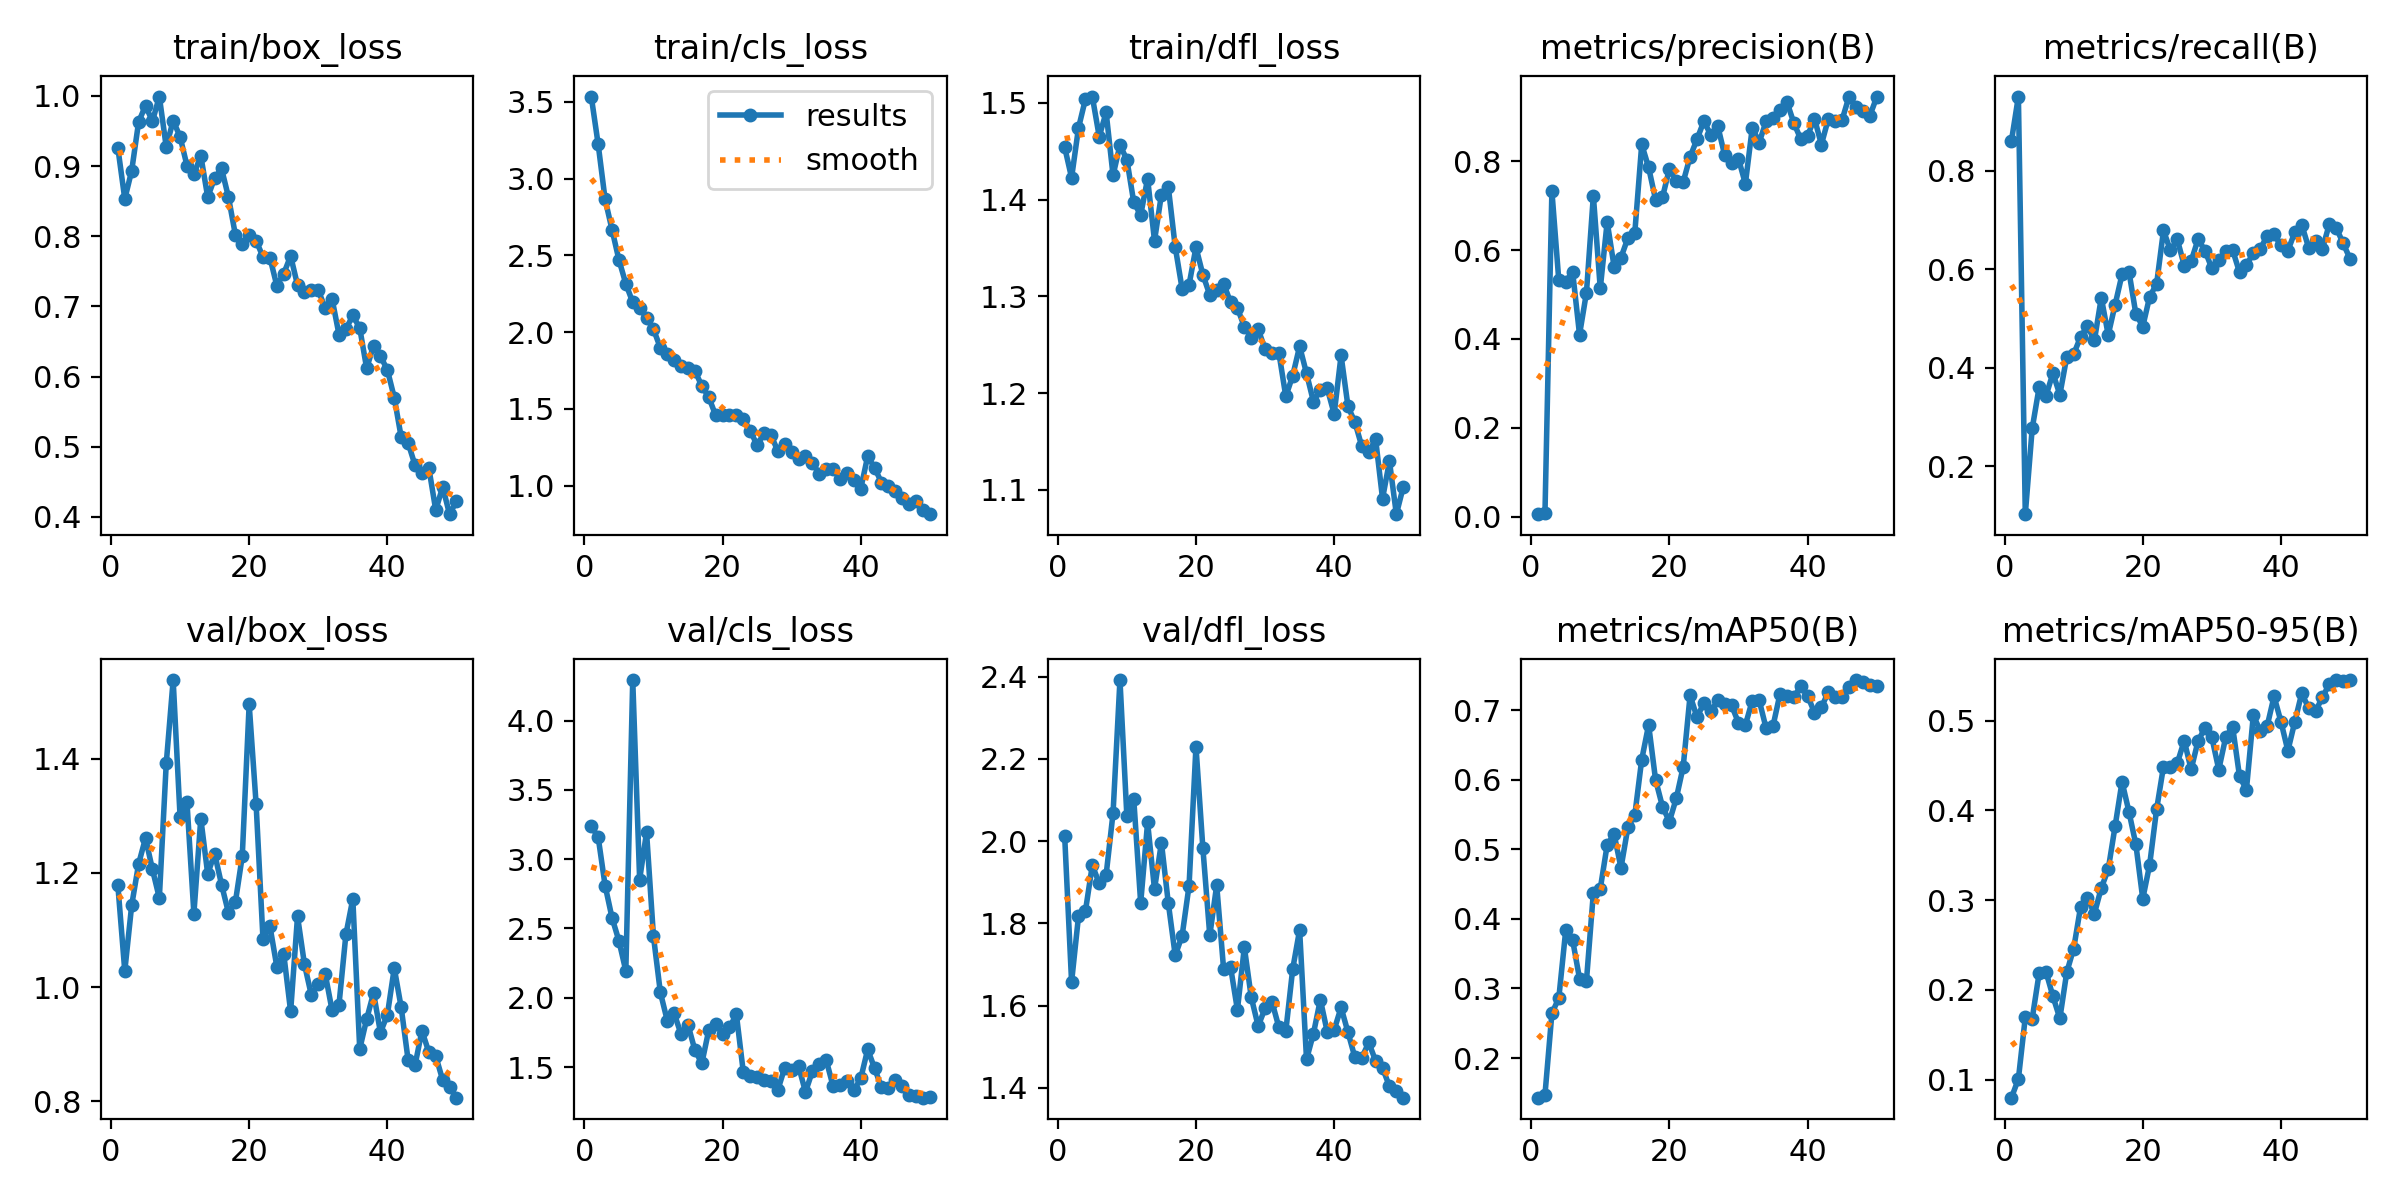 train/box_loss
1.0
0.9
0.8
0.7
0.6
0.5
0.4
0 20 40
train/cls_loss
results
smooth
3.5
3.0
2.5
2.0
1.5
1.0
0 20 40
train/dfl_loss
1.5
1.4
1.3
1.2
1.1
0 20 40
metrics/precision(B)
0.8
0.6
0.4
0.2
0.0
0 20 40
metrics/recall(B)
0.8
0.6
0.4
0.2
0 20 40
val/box_loss
1.4
1.2
1.0
0.8
0 20 40
val/cls_loss
4.0
3.5
3.0
2.5
2.0
1.5
0 20 40
val/dfl_loss
2.4
2.2
2.0
1.8
1.6
1.4
0 20 40
metrics/mAP50(B)
0.7
0.6
0.5
0.4
0.3
0.2
0 20 40
metrics/mAP50-95(B)
0.5
0.4
0.3
0.2
0.1
0 20 40